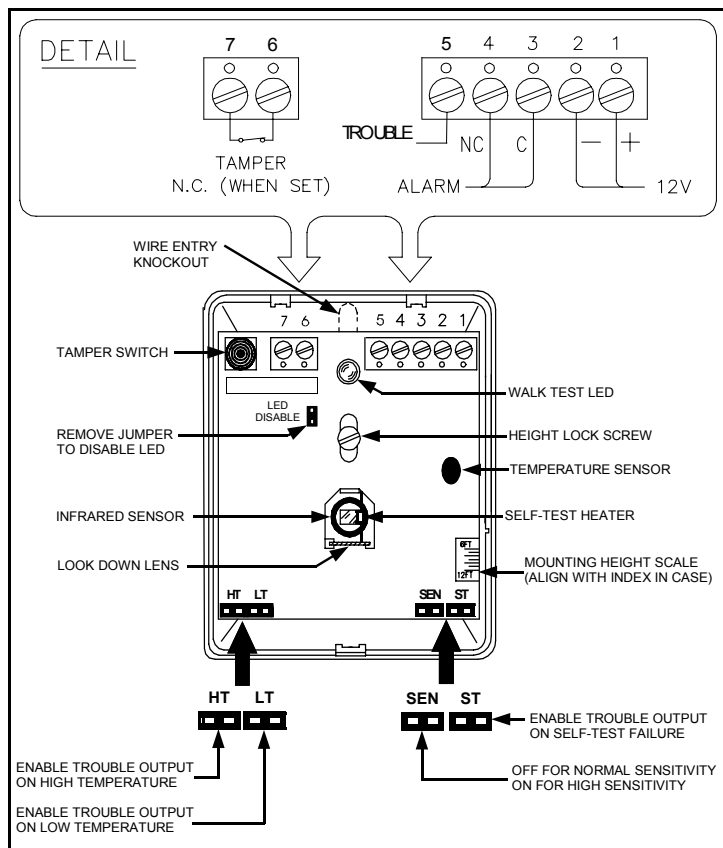 DETAIL
7 6
5 4 3 2 1
TROUBLE
NC C − +
TAMPER
N.C. (WHEN SET)
ALARM
12V
WIRE ENTRY
KNOCKOUT
7 6
5 4 3 2 1
TAMPER SWITCH
WALK TEST LED
LED
DISABLE
REMOVE JUMPER
TO DISABLE LED
HEIGHT LOCK SCREW
TEMPERATURE SENSOR
INFRARED SENSOR
SELF-TEST HEATER
LOOK DOWN LENS
6FT
12FT
MOUNTING HEIGHT SCALE
(ALIGN WITH INDEX IN CASE)
HT LT
SEN ST
HT LT
SEN ST
ENABLE TROUBLE OUTPUT
ON SELF-TEST FAILURE
ENABLE TROUBLE OUTPUT
ON HIGH TEMPERATURE
OFF FOR NORMAL SENSITIVITY
ON FOR HIGH SENSITIVITY
ENABLE TROUBLE OUTPUT
ON LOW TEMPERATURE